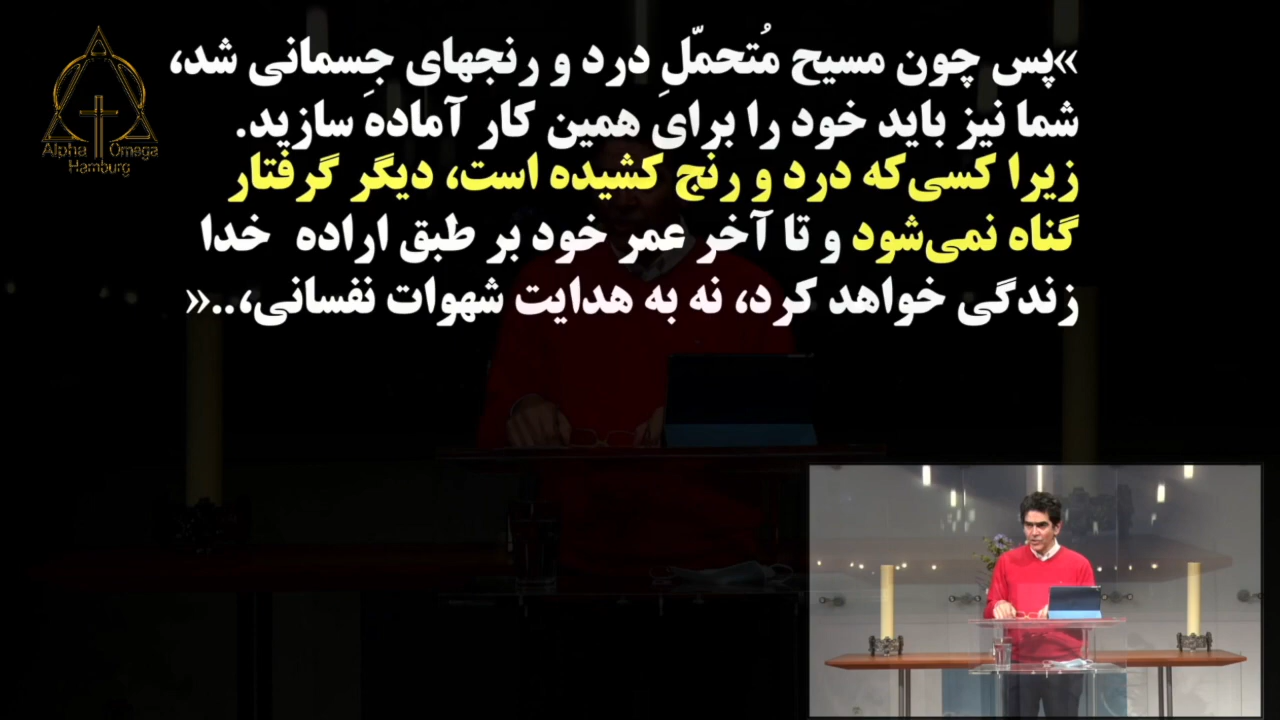 »پس چون مسیح مُتحمّلِ درد و رنجهای جِسمانی شد،
شما نیز باید خود را برای همین کار آماده سازید.
زیرا کسی‌که درد و رنج کشیده است، دیگر گرفتار
گناه نمی‌شود و تا آخر عمر خود بر طبق اراده خدا
زندگی خواهد کرد، نه به هدایت شهوات نفسانی،..«
Alpha Omega
Hamburg